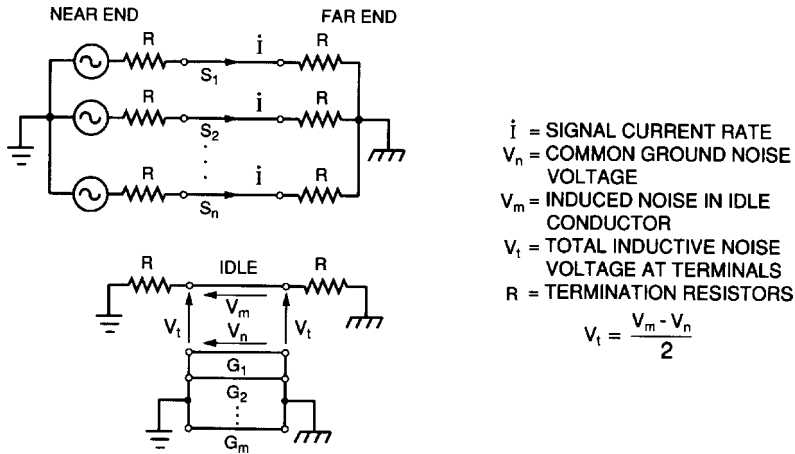 NEAR END
FAR END
R
İ
R
S₁
R
İ
R
S₂
R
İ
R
Sₙ
İ = SIGNAL CURRENT RATE
Vₙ = COMMON GROUND NOISE
VOLTAGE
Vₘ = INDUCED NOISE IN IDLE
CONDUCTOR
Vₜ = TOTAL INDUCTIVE NOISE
VOLTAGE AT TERMINALS
R = TERMINATION RESISTORS
Vₜ = (Vₘ - Vₙ) / 2
R
IDLE
R
Vₘ
Vₜ
Vₙ
Vₜ
G₁
G₂
Gₘ